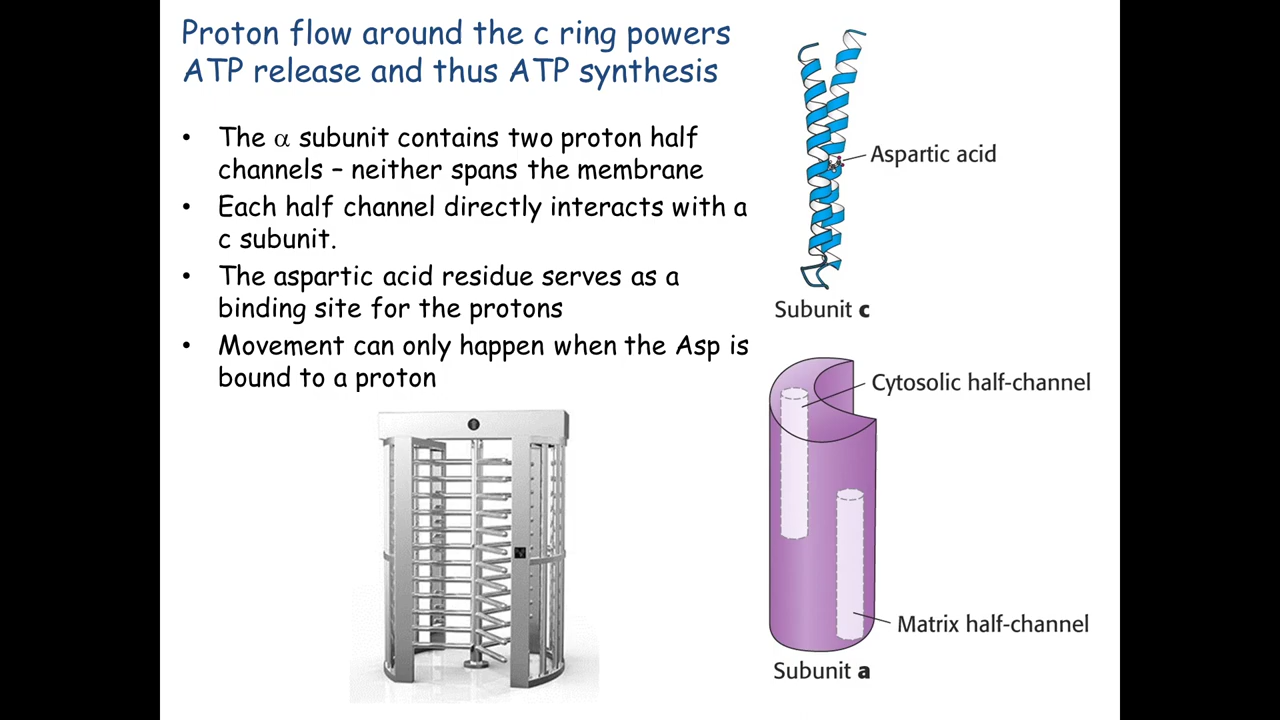 Proton flow around the c ring powers
ATP release and thus ATP synthesis
• The α subunit contains two proton half
channels – neither spans the membrane
• Each half channel directly interacts with a
c subunit.
• The aspartic acid residue serves as a
binding site for the protons
• Movement can only happen when the Asp is
bound to a proton
Aspartic acid
Subunit c
Cytosolic half-channel
Matrix half-channel
Subunit a